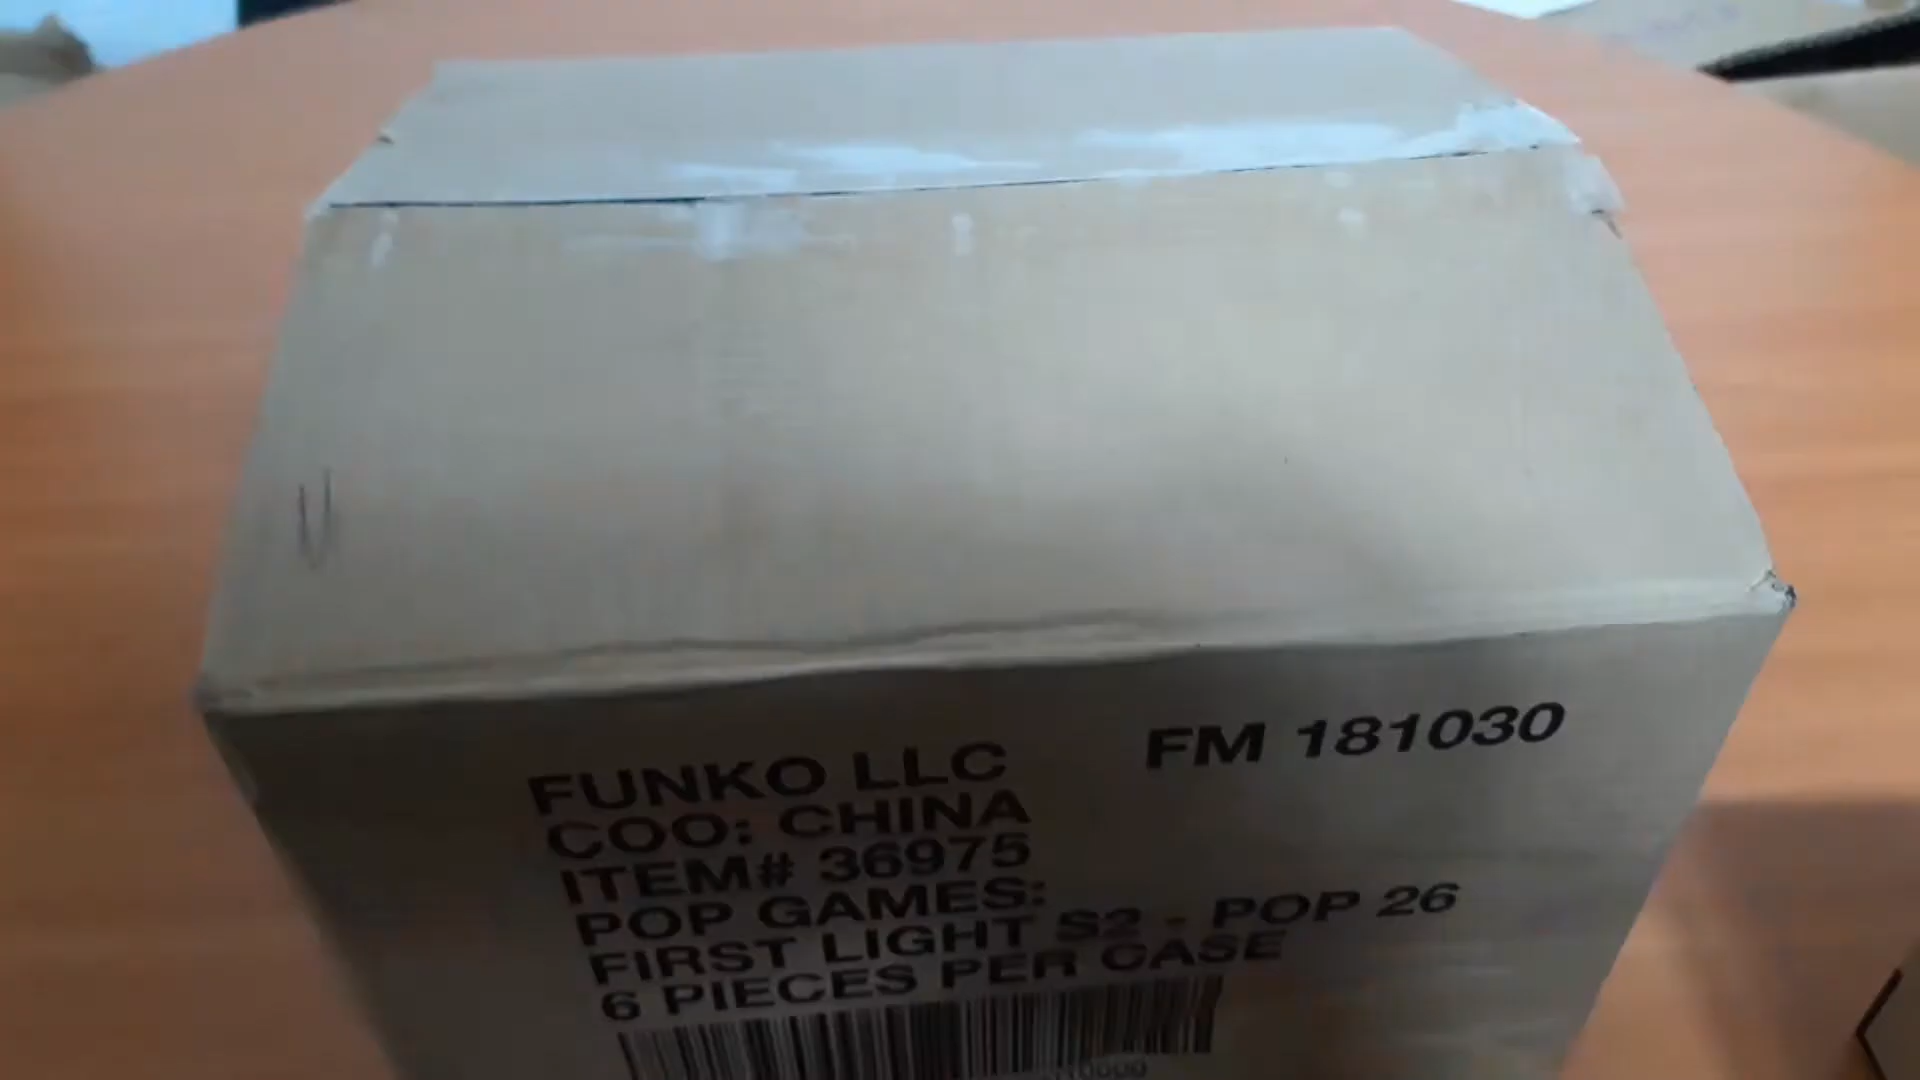 FUNKO LLC FM 181030
COO: CHINA
ITEM# 36975
POP GAMES:
FIRST LIGHT S2 - POP 26
6 PIECES PER CASE